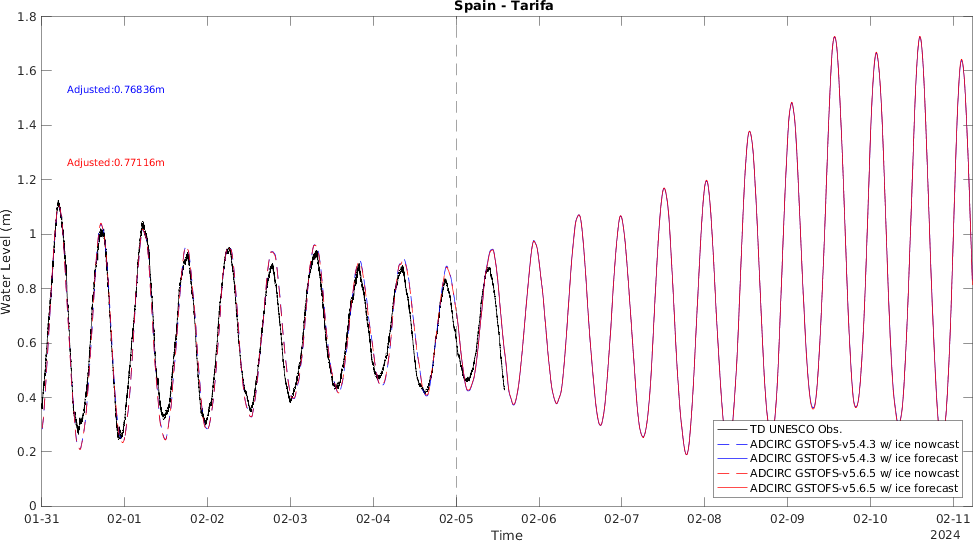 Spain - Tarifa
1.8
1.6
1.4
1.2
1
0.8
0.6
0.4
0.2
0
Water Level (m)
Adjusted:0.76836m
Adjusted:0.77116m
TD UNESCO Obs.
ADCIRC GSTOFS-v5.4.3 w/ ice nowcast
ADCIRC GSTOFS-v5.4.3 w/ ice forecast
ADCIRC GSTOFS-v5.6.5 w/ ice nowcast
ADCIRC GSTOFS-v5.6.5 w/ ice forecast
01-31 02-01 02-02 02-03 02-04 02-05 02-06 02-07 02-08 02-09 02-10 02-11
Time
2024